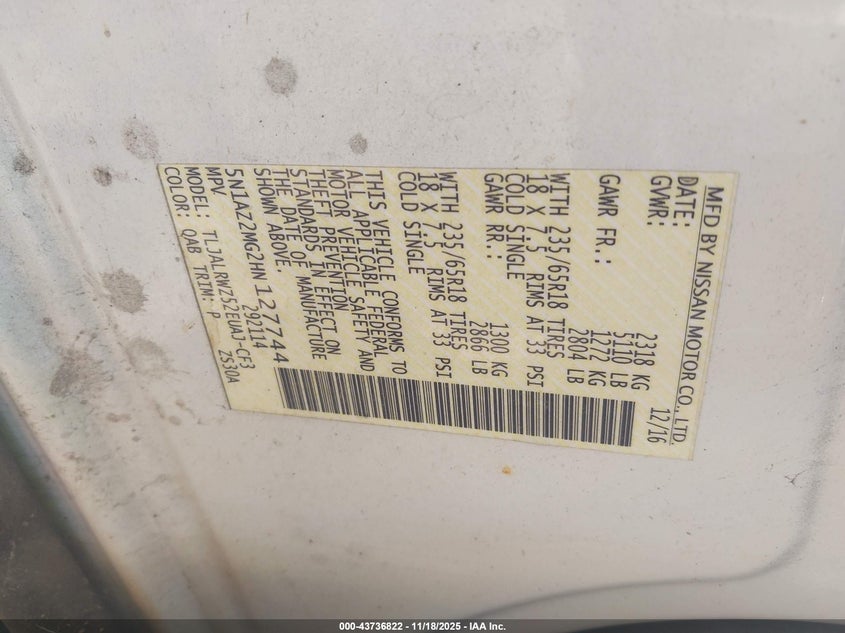 MFD BY NISSAN MOTOR CO., LTD.
DATE: 12/16
GVWR: 2318 KG
5110 LB
GAWR FR.: 1272 KG
2804 LB
WITH 235/65R18 TIRES
18 X 7.5 RIMS AT 33 PSI
COLD SINGLE
GAWR RR.: 1300 KG
2866 LB
WITH 235/65R18 TIRES
18 X 7.5 RIMS AT 33 PSI
COLD SINGLE
THIS VEHICLE CONFORMS TO
ALL APPLICABLE FEDERAL
MOTOR VEHICLE SAFETY AND
THEFT PREVENTION
STANDARDS IN EFFECT ON
THE DATE OF MANUFACTURE
SHOWN ABOVE.
5N1AZ2MG2HN127744
MPV 292114
MODEL: TLJALRWZ52EUAJ-CF3
COLOR: QAB TRIM: P ZS30A
000-43736822 - 11/18/2025 - IAA Inc.